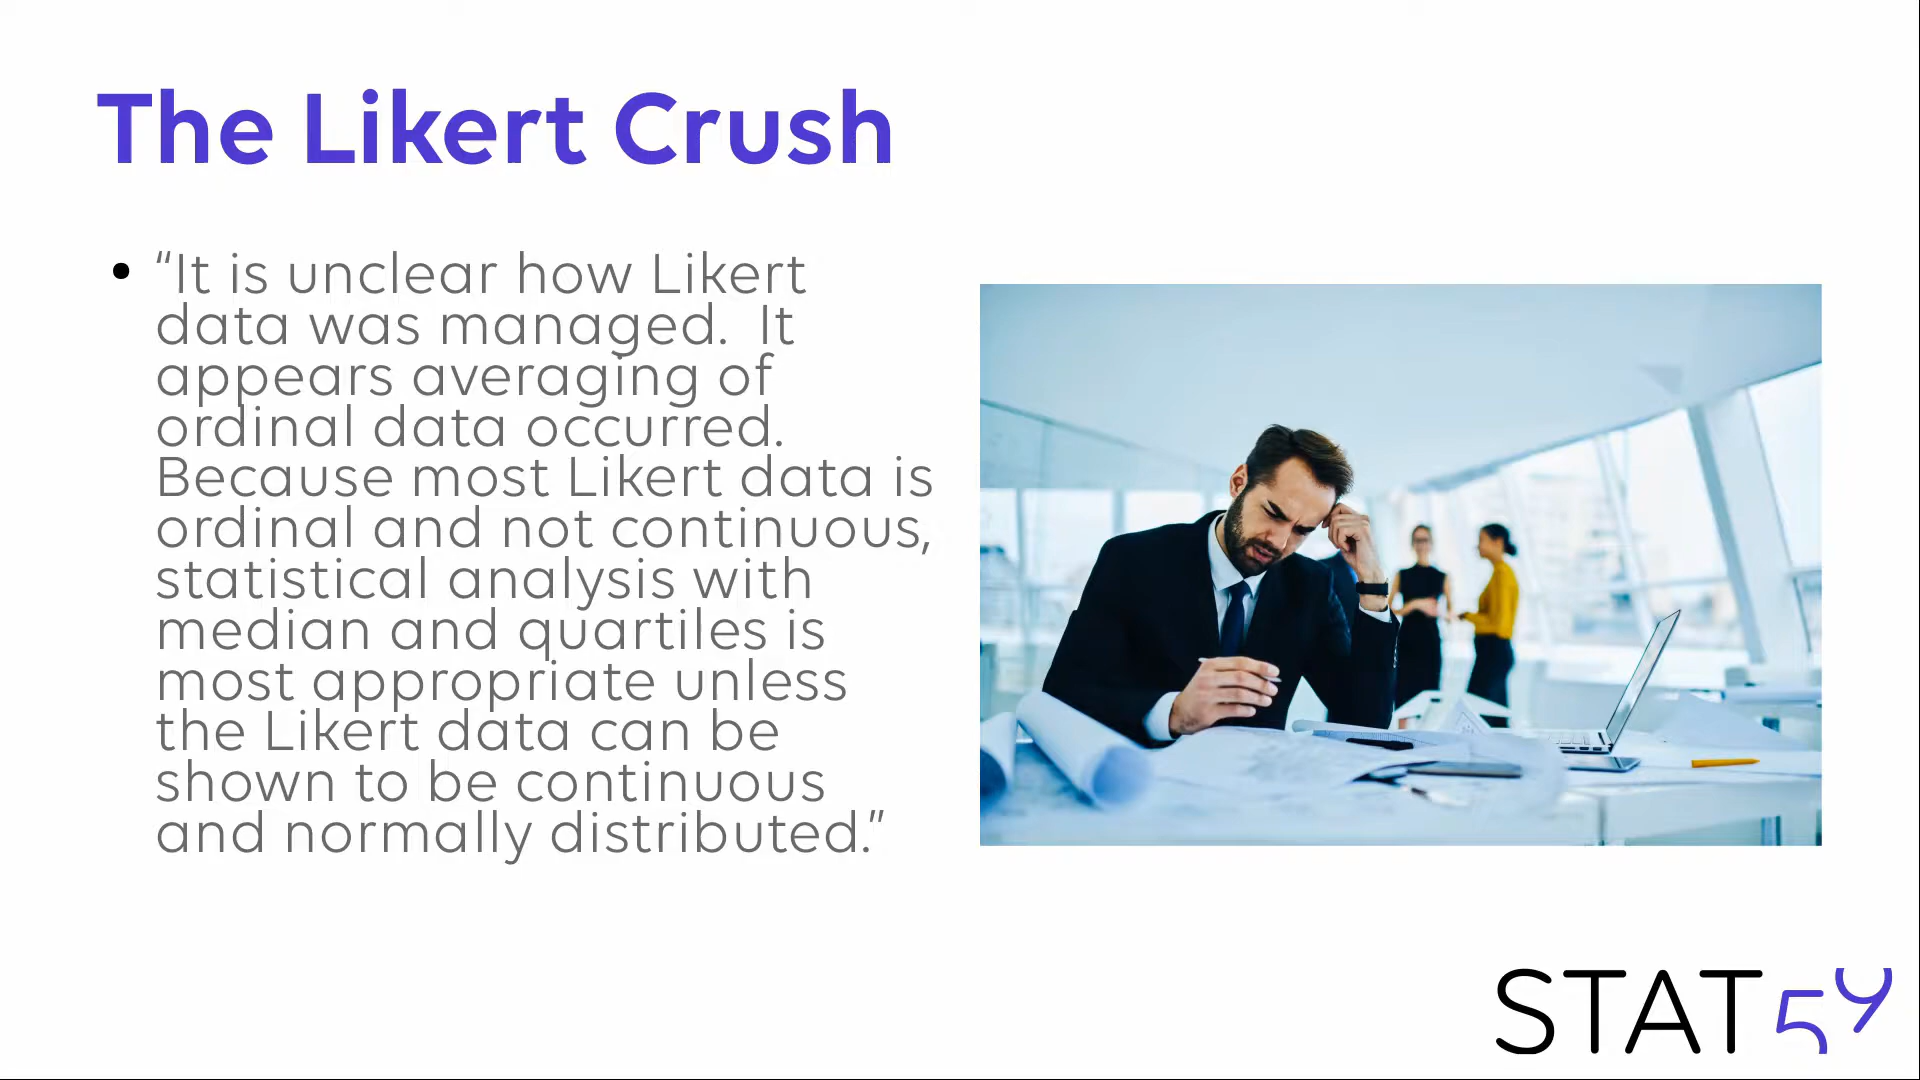 The Likert Crush
• “It is unclear how Likert
data was managed.  It
appears averaging of
ordinal data occurred.
Because most Likert data is
ordinal and not continuous,
statistical analysis with
median and quartiles is
most appropriate unless
the Likert data can be
shown to be continuous
and normally distributed.”
STAT59